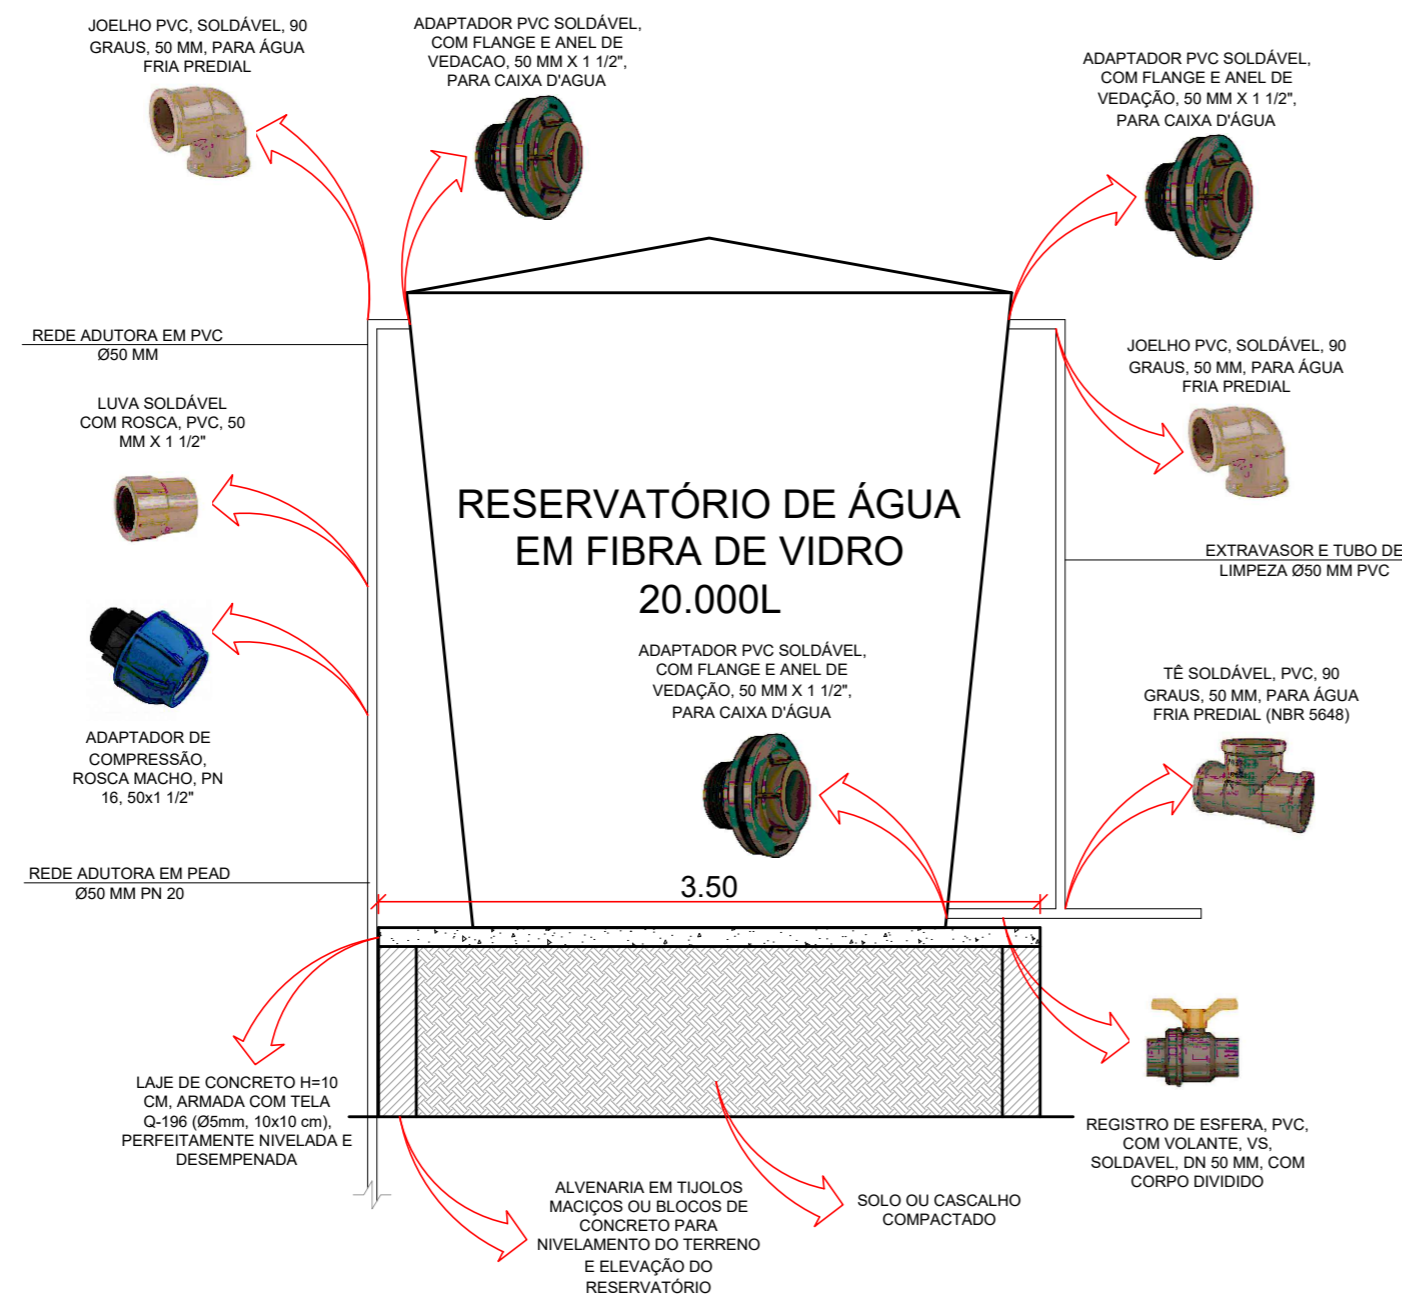 JOELHO PVC, SOLDÁVEL, 90
GRAUS, 50 MM, PARA ÁGUA
FRIA PREDIAL
ADAPTADOR PVC SOLDÁVEL,
COM FLANGE E ANEL DE
VEDACAO, 50 MM X 1 1/2",
PARA CAIXA D'AGUA
ADAPTADOR PVC SOLDÁVEL,
COM FLANGE E ANEL DE
VEDAÇÃO, 50 MM X 1 1/2",
PARA CAIXA D'ÁGUA
REDE ADUTORA EM PVC
Ø50 MM
JOELHO PVC, SOLDÁVEL, 90
GRAUS, 50 MM, PARA ÁGUA
FRIA PREDIAL
LUVA SOLDÁVEL
COM ROSCA, PVC, 50
MM X 1 1/2"
RESERVATÓRIO DE ÁGUA
EM FIBRA DE VIDRO
20.000L
EXTRAVASOR E TUBO DE
LIMPEZA Ø50 MM PVC
ADAPTADOR PVC SOLDÁVEL,
COM FLANGE E ANEL DE
VEDAÇÃO, 50 MM X 1 1/2",
PARA CAIXA D'ÁGUA
TÊ SOLDÁVEL, PVC, 90
GRAUS, 50 MM, PARA ÁGUA
FRIA PREDIAL (NBR 5648)
ADAPTADOR DE
COMPRESSÃO,
ROSCA MACHO, PN
16, 50x1 1/2"
REDE ADUTORA EM PEAD
Ø50 MM PN 20
3.50
LAJE DE CONCRETO H=10
CM, ARMADA COM TELA
Q-196 (Ø5mm, 10x10 cm),
PERFEITAMENTE NIVELADA E
DESEMPENADA
REGISTRO DE ESFERA, PVC,
COM VOLANTE, VS,
SOLDAVEL, DN 50 MM, COM
CORPO DIVIDIDO
ALVENARIA EM TIJOLOS
MACIÇOS OU BLOCOS DE
CONCRETO PARA
NIVELAMENTO DO TERRENO
E ELEVAÇÃO DO
RESERVATÓRIO
SOLO OU CASCALHO
COMPACTADO